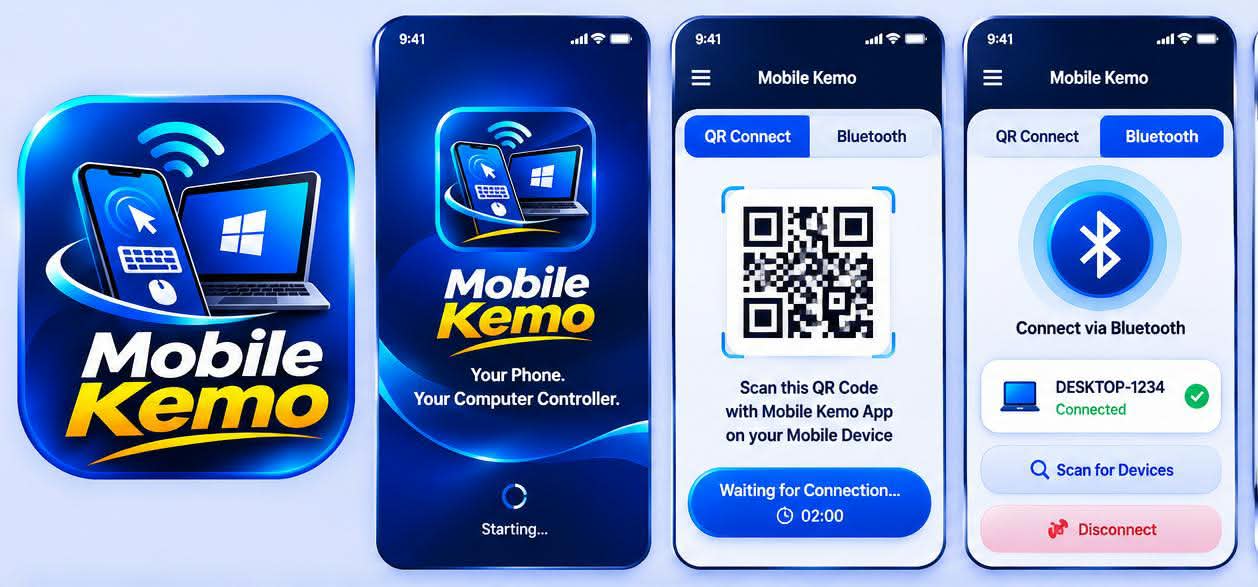 Mobile
Kemo
9:41
Mobile
Kemo
Your Phone.
Your Computer Controller.
Starting...
9:41
Mobile Kemo
QR Connect
Bluetooth
Scan this QR Code
with Mobile Kemo App
on your Mobile Device
Waiting for Connection...
02:00
9:41
Mobile Kemo
QR Connect
Bluetooth
Connect via Bluetooth
DESKTOP-1234
Connected
Scan for Devices
Disconnect